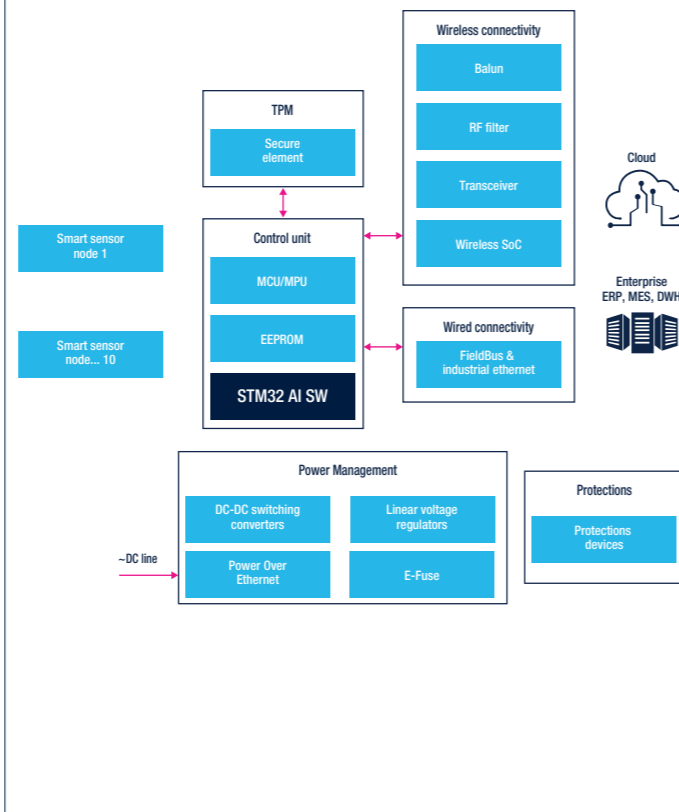 Wireless connectivity
Balun
RF filter
Transceiver
Wireless SoC
TPM
Secure
element
Cloud
Smart sensor
node 1
Control unit
MCU/MPU
EEPROM
STM32 AI SW
Enterprise
ERP, MES, DWH
Smart sensor
node... 10
Wired connectivity
FieldBus &
industrial ethernet
Power Management
DC-DC switching
converters
Linear voltage
regulators
~DC line
Power Over
Ethernet
E-Fuse
Protections
Protections
devices